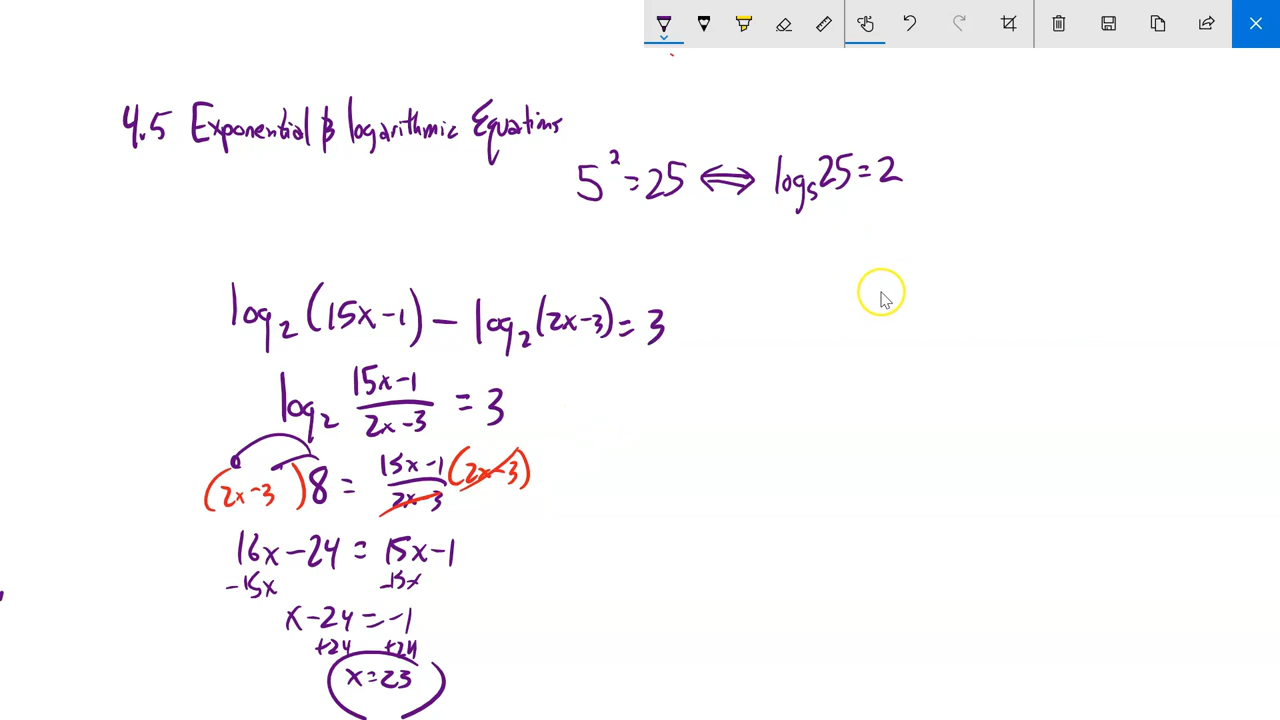 4.5 Exponential & logarithmic Equations
5² = 25 ⟺ log₅ 25 = 2
log₂ (15x-1) - log₂ (2x-3) = 3
log₂ (15x-1)/(2x-3) = 3
(2x-3) 8 = (15x-1)/(2x-3) (2x-3)
16x - 24 = 15x - 1
-15x -15x
x - 24 = -1
+24 +24
x = 23